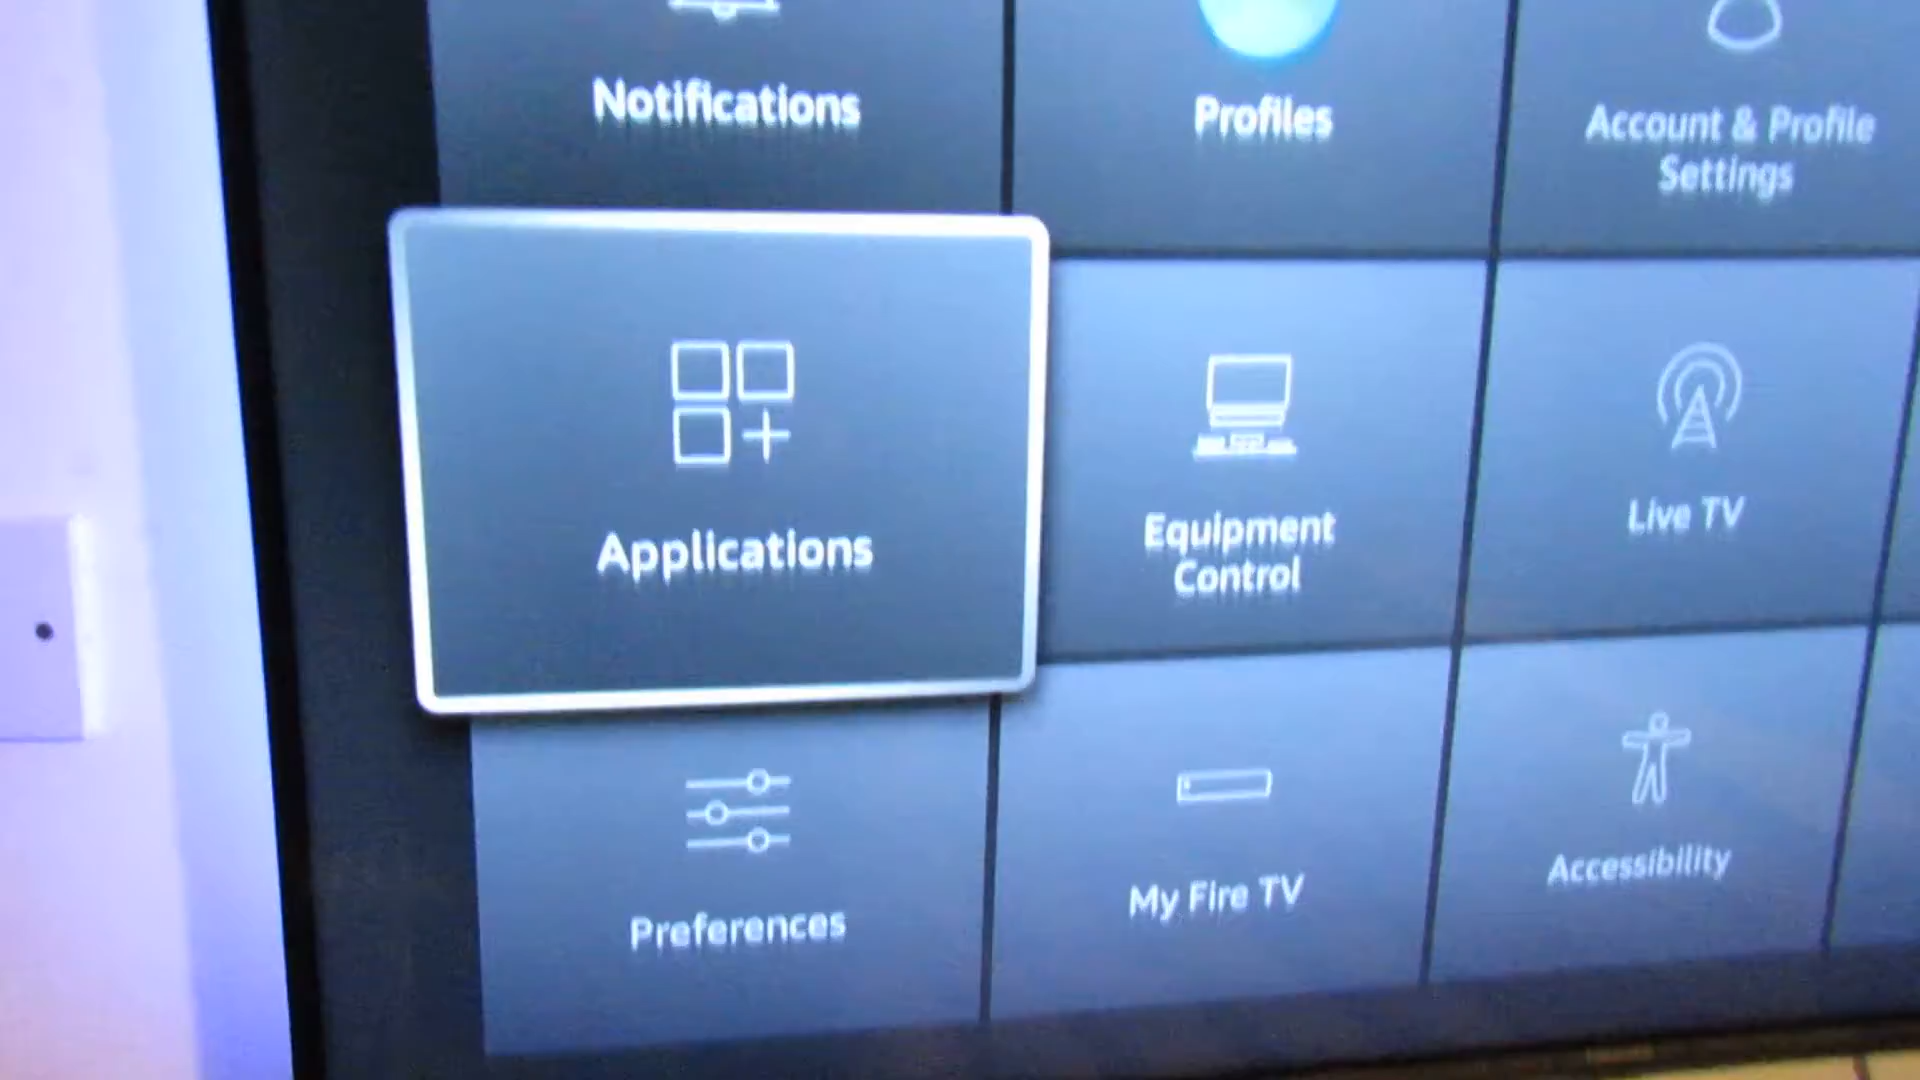 Notifications
Profiles
Account & Profile
Settings
Applications
Equipment
Control
Live TV
Preferences
My Fire TV
Accessibility